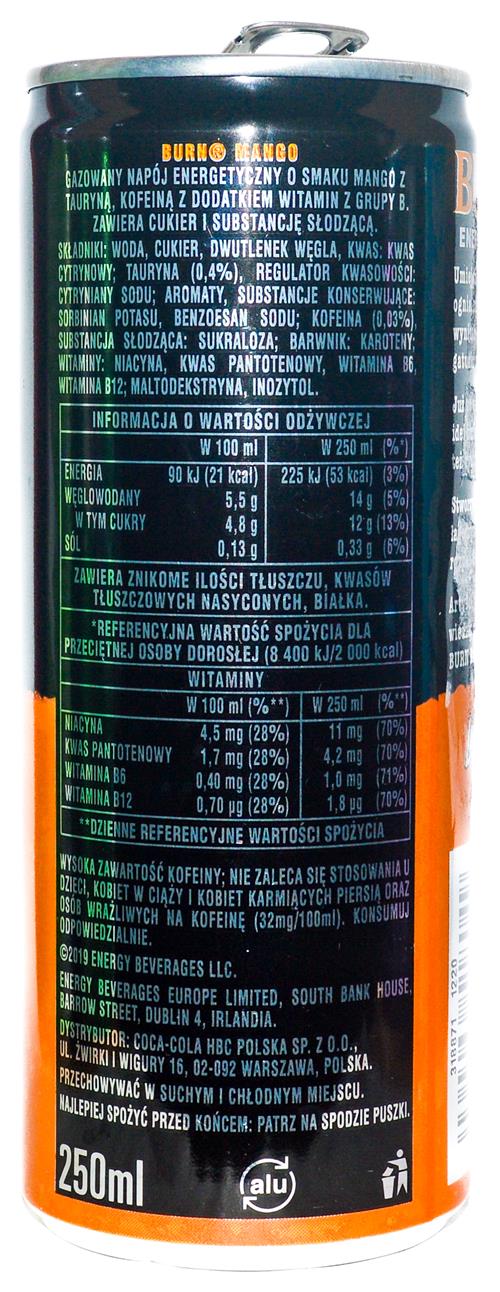 BURN® MANGO
GAZOWANY NAPÓJ ENERGETYCZNY O SMAKU MANGO Z
TAURYNĄ, KOFEINĄ Z DODATKIEM WITAMIN Z GRUPY B.
ZAWIERA CUKIER I SUBSTANCJĘ SŁODZĄCĄ.
SKŁADNIKI: WODA, CUKIER, DWUTLENEK WĘGLA, KWAS: KWAS
CYTRYNOWY; TAURYNA (0,4%), REGULATOR KWASOWOŚCI:
CYTRYNIANY SODU; AROMATY, SUBSTANCJE KONSERWUJĄCE:
SORBINIAN POTASU, BENZOESAN SODU; KOFEINA (0,03%),
SUBSTANCJA SŁODZĄCA: SUKRALOZA; BARWNIK: KAROTENY;
WITAMINY: NIACYNA, KWAS PANTOTENOWY, WITAMINA B6,
WITAMINA B12; MALTODEKSTRYNA, INOZYTOL.
INFORMACJA O WARTOŚCI ODŻYWCZEJ
W 100 ml W 250 ml (%*)
ENERGIA 90 kJ (21 kcal) 225 kJ (53 kcal) (3%)
WĘGLOWODANY 5,5 g 14 g (5%)
W TYM CUKRY 4,8 g 12 g (13%)
SÓL 0,13 g 0,33 g (6%)
ZAWIERA ZNIKOME ILOŚCI TŁUSZCZU, KWASÓW
TŁUSZCZOWYCH NASYCONYCH, BIAŁKA.
*REFERENCYJNA WARTOŚĆ SPOŻYCIA DLA
PRZECIĘTNEJ OSOBY DOROSŁEJ (8 400 kJ/2 000 kcal)
WITAMINY
W 100 ml (%**) W 250 ml (%**)
NIACYNA 4,5 mg (28%) 11 mg (70%)
KWAS PANTOTENOWY 1,7 mg (28%) 4,2 mg (70%)
WITAMINA B6 0,40 mg (28%) 1,0 mg (71%)
WITAMINA B12 0,70 µg (28%) 1,8 µg (70%)
**DZIENNE REFERENCYJNE WARTOŚCI SPOŻYCIA
WYSOKA ZAWARTOŚĆ KOFEINY; NIE ZALECA SIĘ STOSOWANIA U
DZIECI, KOBIET W CIĄŻY I KOBIET KARMIĄCYCH PIERSIĄ ORAZ
OSÓB WRAŻLIWYCH NA KOFEINĘ (32mg/100ml). KONSUMUJ
ODPOWIEDZIALNIE.
©2019 ENERGY BEVERAGES LLC.
ENERGY BEVERAGES EUROPE LIMITED, SOUTH BANK HOUSE,
BARROW STREET, DUBLIN 4, IRLANDIA.
DYSTRYBUTOR: COCA-COLA HBC POLSKA SP. Z O.O.,
UL. ŻWIRKI I WIGURY 16, 02-092 WARSZAWA, POLSKA.
PRZECHOWYWAĆ W SUCHYM I CHŁODNYM MIEJSCU.
NAJLEPIEJ SPOŻYĆ PRZED KOŃCEM: PATRZ NA SPODZIE PUSZKI.
250ml
alu
318871 1220